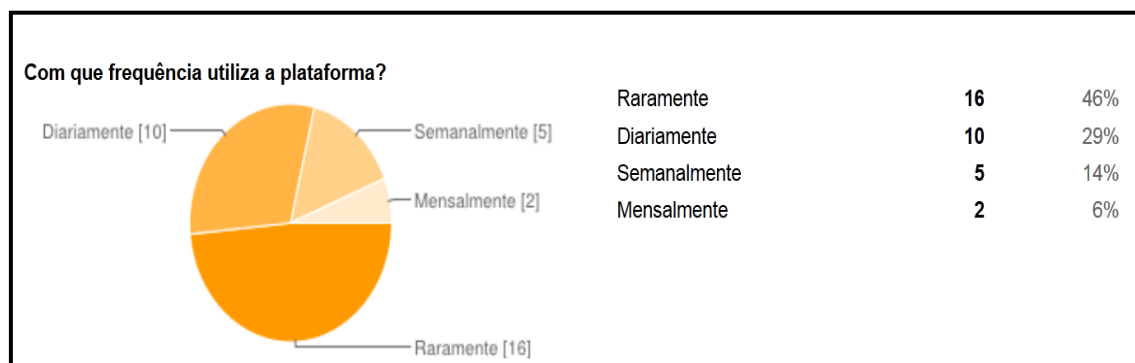 Com que frequência utiliza a plataforma?
Diariamente [10]
Semanalmente [5]
Mensalmente [2]
Raramente [16]
Raramente 16 46%
Diariamente 10 29%
Semanalmente 5 14%
Mensalmente 2 6%